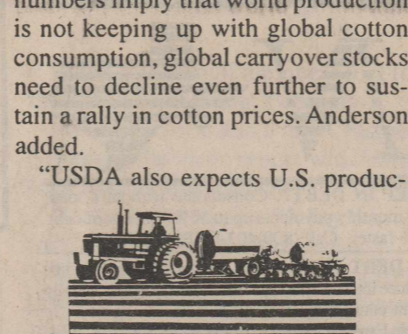 numbers imply that world production
is not keeping up with global cotton
consumption, global carryover stocks
need to decline even further to sus-
tain a rally in cotton prices. Anderson
added.
“USDA also expects U.S. produc-